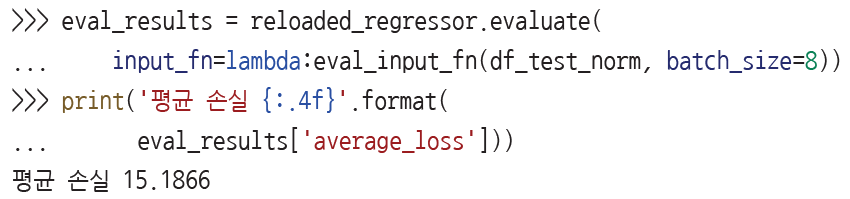 >>> eval_results = reloaded_regressor.evaluate(
...     input_fn=lambda:eval_input_fn(df_test_norm, batch_size=8))
>>> print('평균 손실 {:.4f}'.format(
...       eval_results['average_loss']))
평균 손실 15.1866